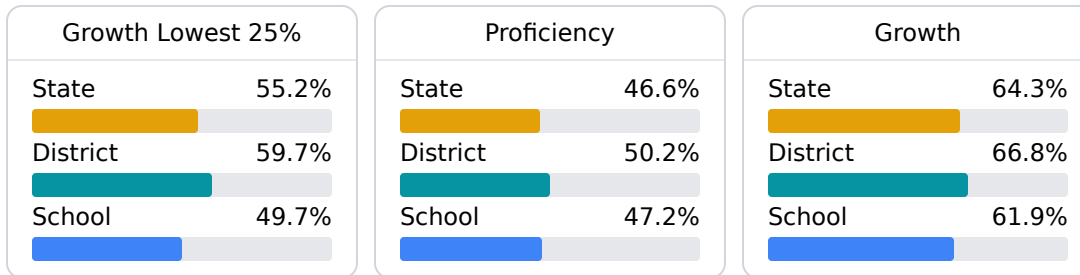 Growth Lowest 25%
State 55.2%
District 59.7%
School 49.7%
Proficiency
State 46.6%
District 50.2%
School 47.2%
Growth
State 64.3%
District 66.8%
School 61.9%